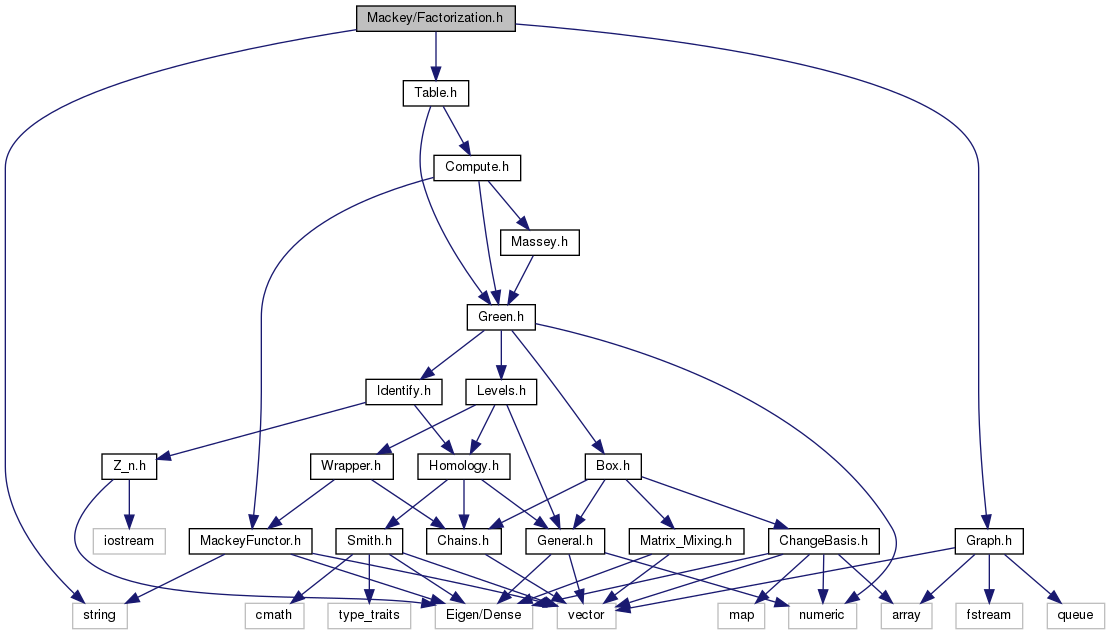 Mackey/Factorization.h
Table.h
Compute.h
Massey.h
Green.h
Identify.h
Levels.h
Z_n.h
Wrapper.h
Homology.h
Box.h
iostream
MackeyFunctor.h
Smith.h
Chains.h
General.h
Matrix_Mixing.h
ChangeBasis.h
Graph.h
string
cmath
type_traits
Eigen/Dense
vector
map
numeric
array
fstream
queue